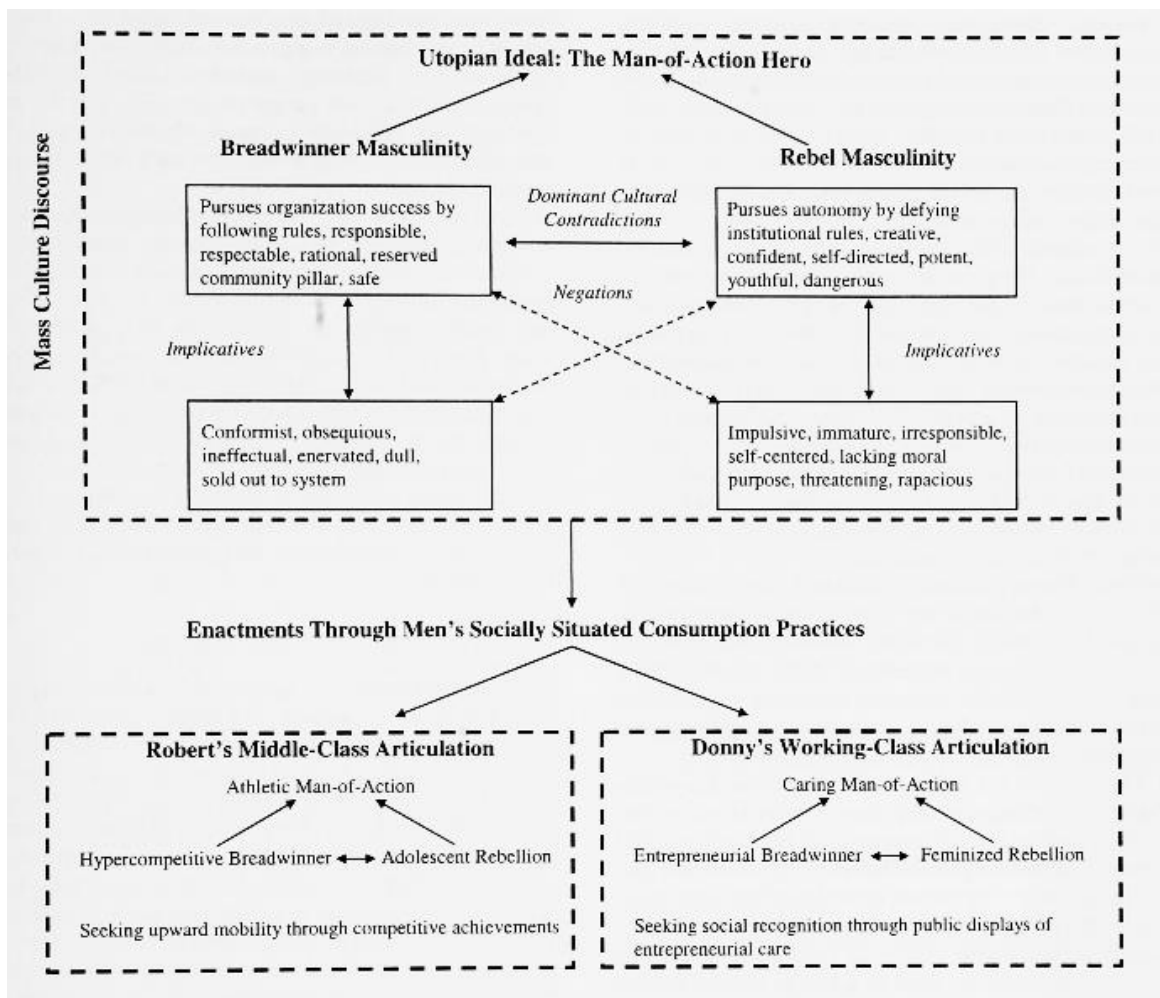 Utopian Ideal: The Man-of-Action Hero
Mass Culture Discourse
Breadwinner Masculinity
Rebel Masculinity
Pursues organization success by
following rules, responsible,
respectable, rational, reserved
community pillar, safe
Dominant Cultural
Contradictions
Pursues autonomy by defying
institutional rules, creative,
confident, self-directed, potent,
youthful, dangerous
Negations
Implicatives
Implicatives
Conformist, obsequious,
ineffectual, enervated, dull,
sold out to system
Impulsive, immature, irresponsible,
self-centered, lacking moral
purpose, threatening, rapacious
Enactments Through Men's Socially Situated Consumption Practices
Robert's Middle-Class Articulation
Athletic Man-of-Action
Hypercompetitive Breadwinner
Adolescent Rebellion
Seeking upward mobility through competitive achievements
Donny's Working-Class Articulation
Caring Man-of-Action
Entrepreneurial Breadwinner
Feminized Rebellion
Seeking social recognition through public displays of
entrepreneurial care